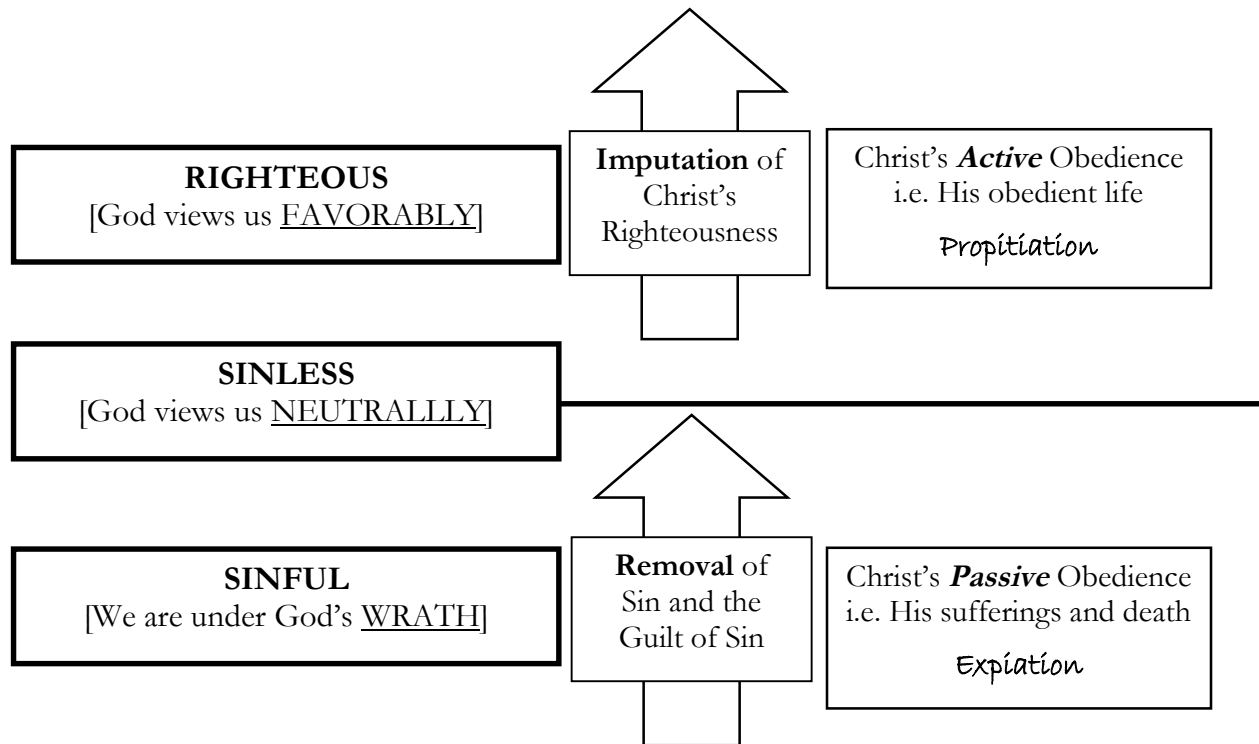 RIGHTEOUS
[God views us FAVORABLY]
Imputation of
Christ's
Righteousness
Christ's Active Obedience
i.e. His obedient life
Propitiation
SINLESS
[God views us NEUTRALLLY]
SINFUL
[We are under God's WRATH]
Removal of
Sin and the
Guilt of Sin
Christ's Passive Obedience
i.e. His sufferings and death
Expiation